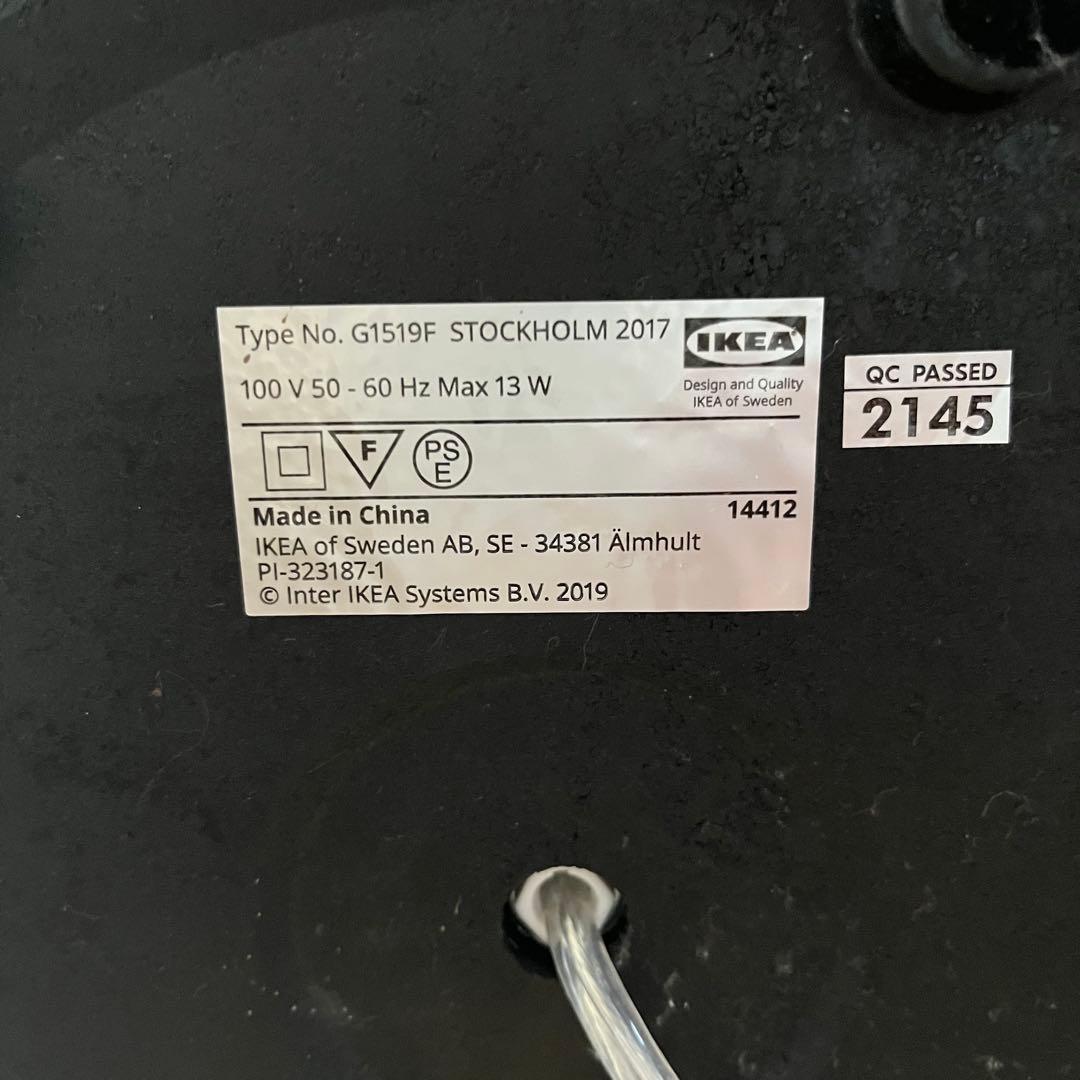 Type No. G1519F STOCKHOLM 2017
IKEA
100 V 50 - 60 Hz Max 13 W
Design and Quality
IKEA of Sweden
F
PS
E
Made in China
14412
IKEA of Sweden AB, SE - 34381 Älmhult
PI-323187-1
© Inter IKEA Systems B.V. 2019
QC PASSED
2145